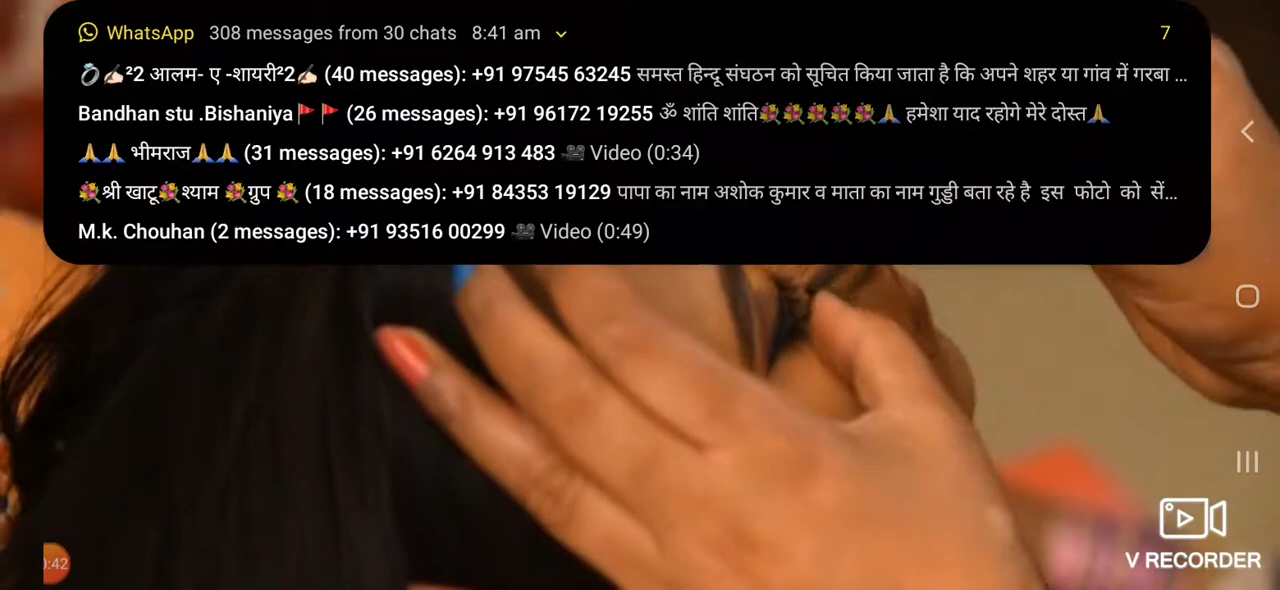 WhatsApp 308 messages from 30 chats 8:41 am 7
💍✍🏻²2 आलम- ए -शायरी²2✍🏻 (40 messages): +91 97545 63245 समस्त हिन्दू संघठन को सूचित किया जाता है कि अपने शहर या गांव में गरबा ...
Bandhan stu .Bishaniya🚩🚩 (26 messages): +91 96172 19255 ॐ शांति शांति💐💐💐💐💐🙏 हमेशा याद रहोगे मेरे दोस्त🙏
🙏🙏 भीमराज🙏🙏 (31 messages): +91 6264 913 483 🎥 Video (0:34)
💐श्री खाटू💐श्याम 💐ग्रुप 💐 (18 messages): +91 84353 19129 पापा का नाम अशोक कुमार व माता का नाम गुड्डी बता रहे है इस फोटो को सें...
M.k. Chouhan (2 messages): +91 93516 00299 🎥 Video (0:49)
:42
V RECORDER